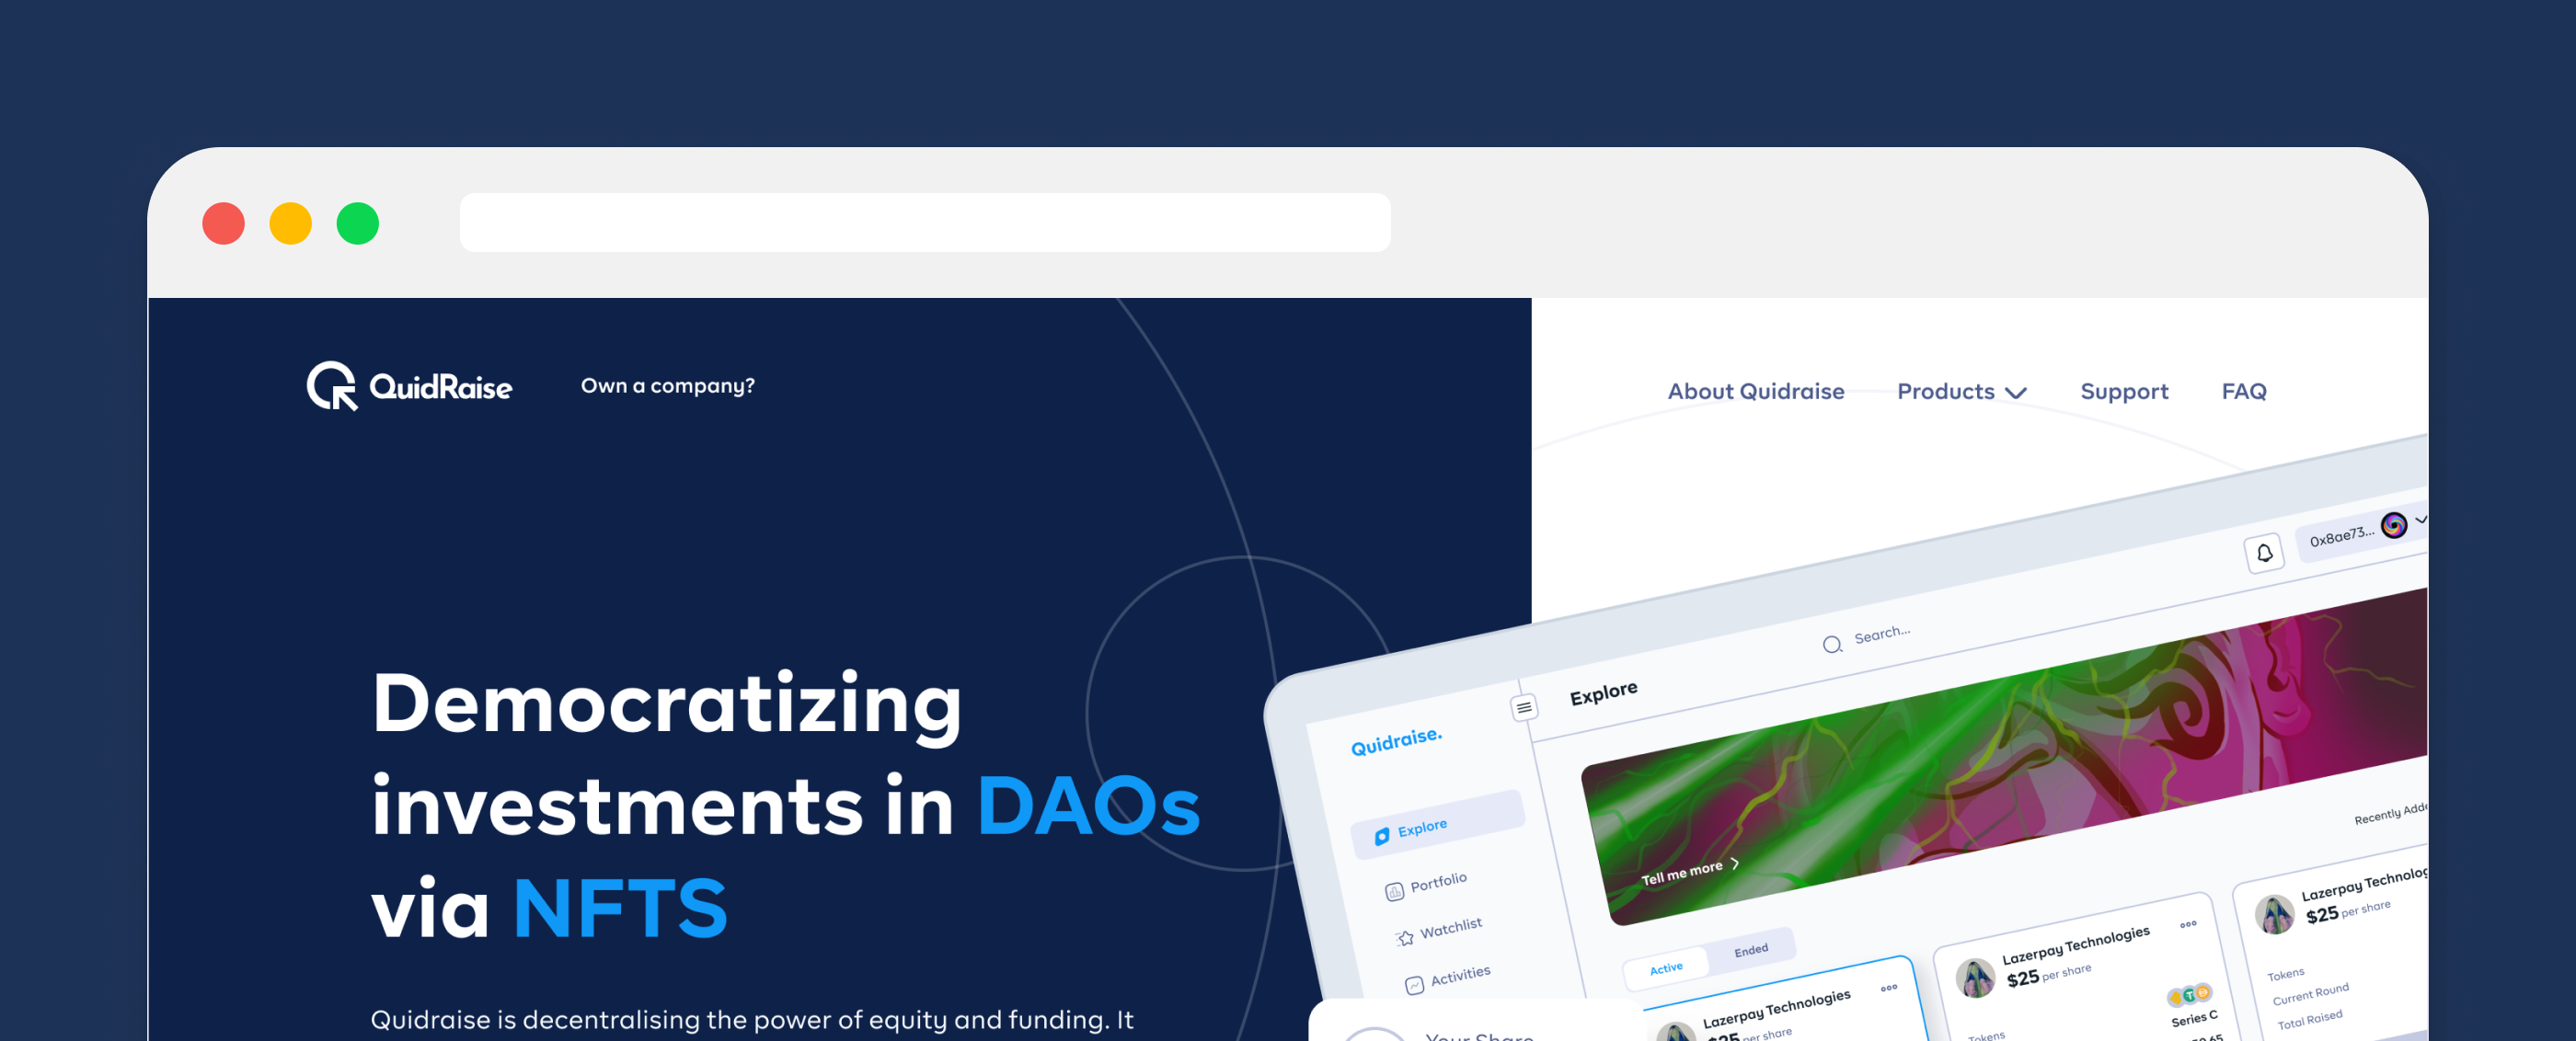 QuidRaise
Own a company?
About Quidraise
Products
Support
FAQ
Democratizing
investments in DAOs
via NFTS
Quidraise is decentralising the power of equity and funding. It
0x8ae73...
Search...
Explore
Quidraise.
Explore
Portfolio
Watchlist
Activities
Tell me more
Recently
Active
Ended
Lazerpay Technologies
$25 per share
Lazerpay Technologies
$25 per share
Tokens
Series C
Lazerpay
$25 per share
Tokens
Current Round
Total Raised
Your Share